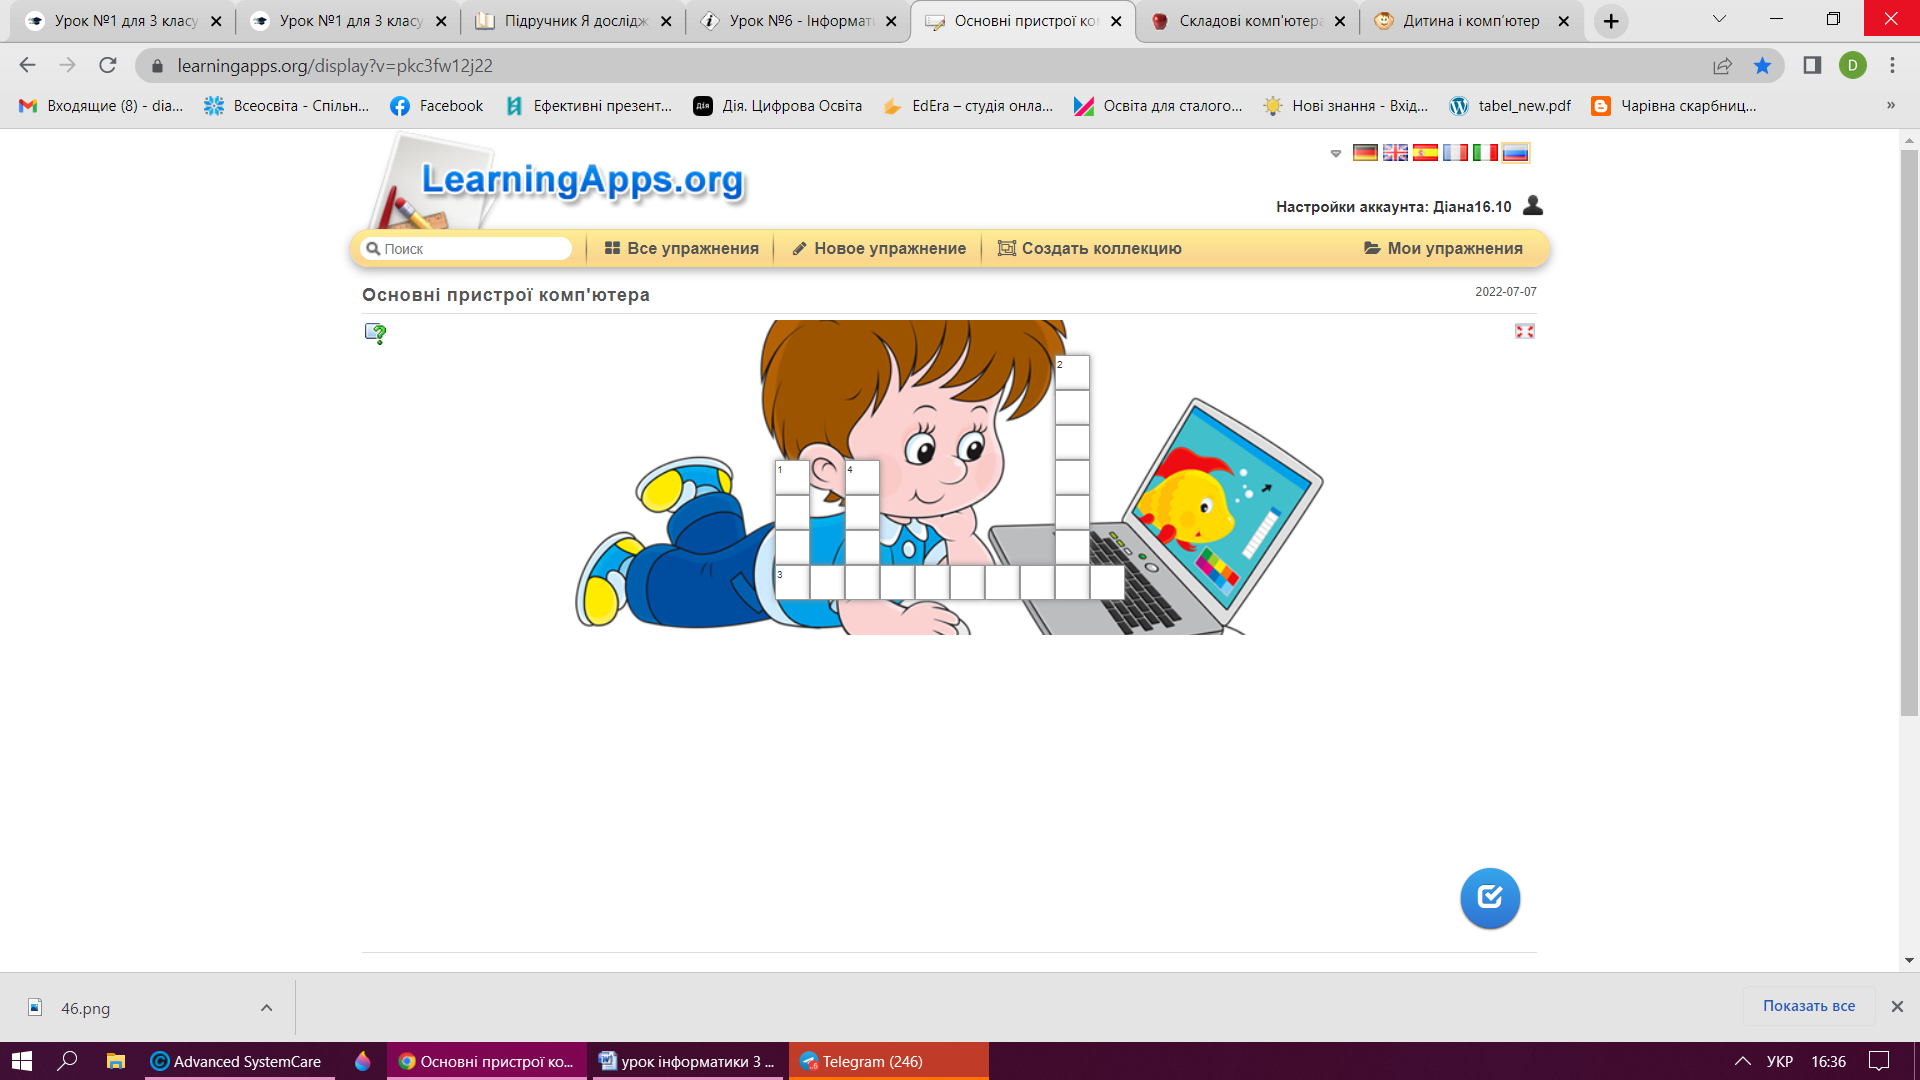 Урок №1 для 3 класу
Урок №1 для 3 класу
Підручник Я дослідж
Урок №6 - Інформат
Основні пристрої ко
Складові комп'ютера
Дитина і комп'ютер
learningapps.org/display?v=pkc3fw12j22
D
Входящие (8) - dia...
Всеосвіта - Спільн...
Facebook
Ефективні презент...
Дія. Цифрова Освіта
EdEra – студія онла...
Освіта для сталого...
Нові знання - Вхід...
tabel_new.pdf
Чарівна скарбниц...
»
LearningApps.org
Настройки аккаунта: Діана16.10
Поиск
Все упражнения
Новое упражнение
Создать коллекцию
Мои упражнения
Основні пристрої комп'ютера
2022-07-07
2
1
4
3
46.png
Показать все
Advanced SystemCare
Основні пристрої ко...
урок інформатики 3 ...
Telegram (246)
УКР
16:36